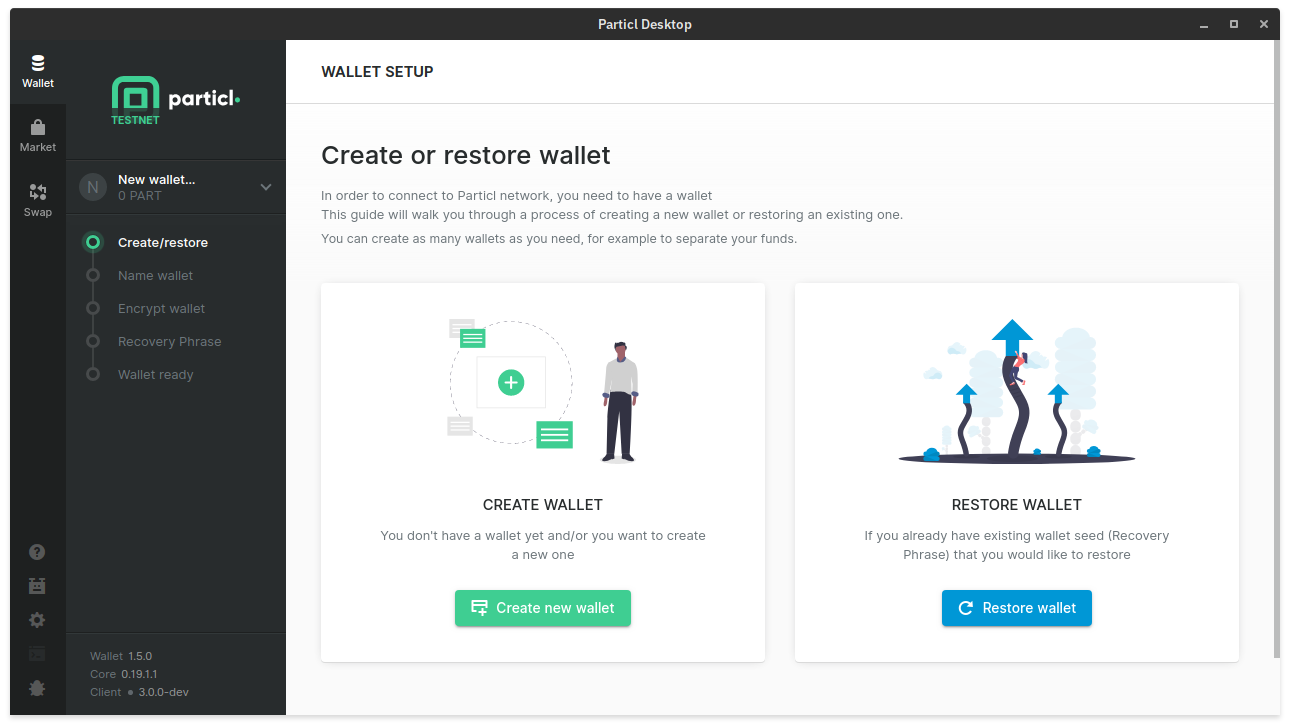 Particl Desktop
Wallet
Market
Swap
particl
TESTNET
N
New wallet...
0 PART
Create/restore
Name wallet
Encrypt wallet
Recovery Phrase
Wallet ready
Wallet 1.5.0
Core 0.19.1.1
Client 3.0.0-dev
WALLET SETUP
Create or restore wallet
In order to connect to Particl network, you need to have a wallet
This guide will walk you through a process of creating a new wallet or restoring an existing one.
You can create as many wallets as you need, for example to separate your funds.
CREATE WALLET
You don't have a wallet yet and/or you want to create
a new one
Create new wallet
RESTORE WALLET
If you already have existing wallet seed (Recovery
Phrase) that you would like to restore
Restore wallet